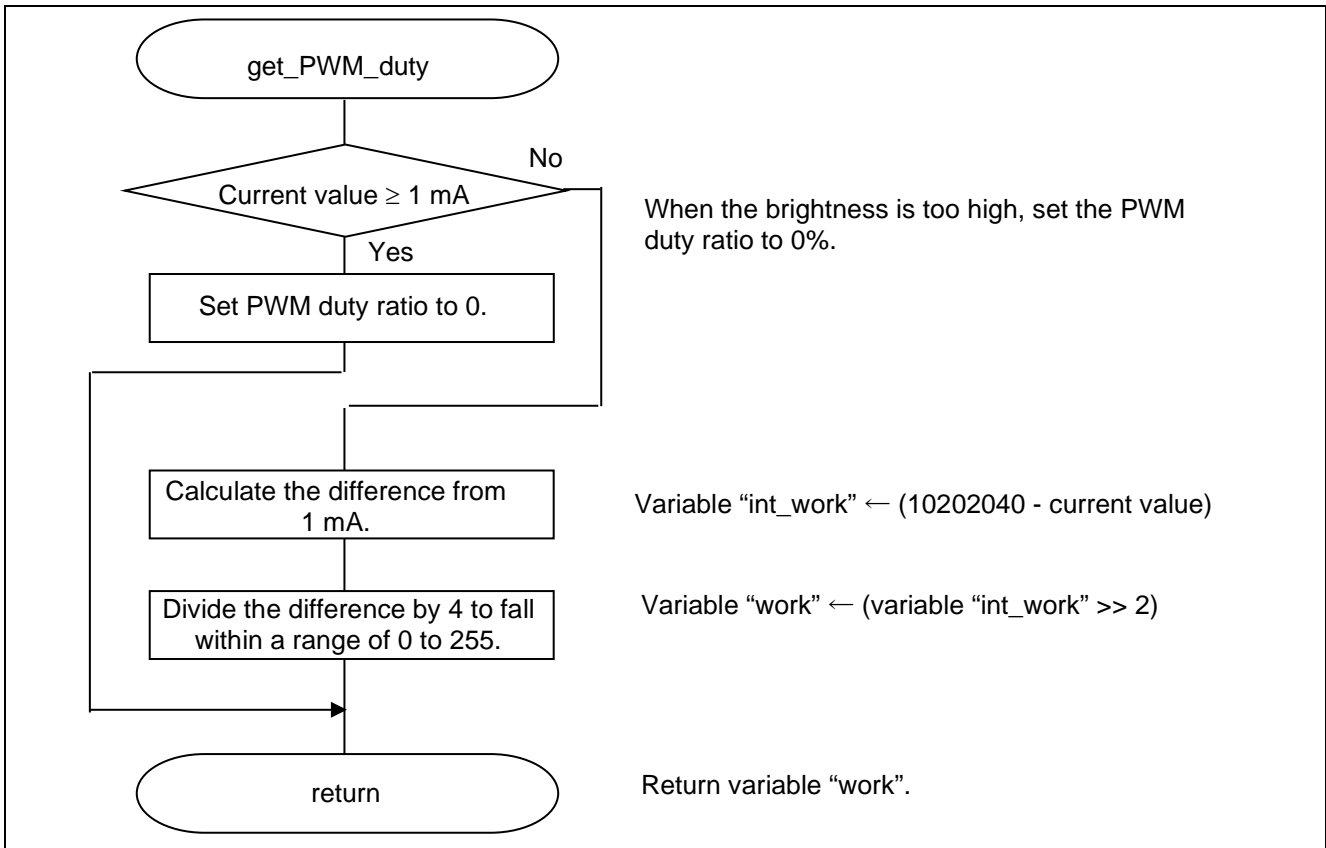 get_PWM_duty
No
Current value ≥ 1 mA
When the brightness is too high, set the PWM
duty ratio to 0%.
Yes
Set PWM duty ratio to 0.
Calculate the difference from
1 mA.
Variable “int_work” ← (10202040 - current value)
Divide the difference by 4 to fall
within a range of 0 to 255.
Variable “work” ← (variable “int_work” >> 2)
return
Return variable “work”.